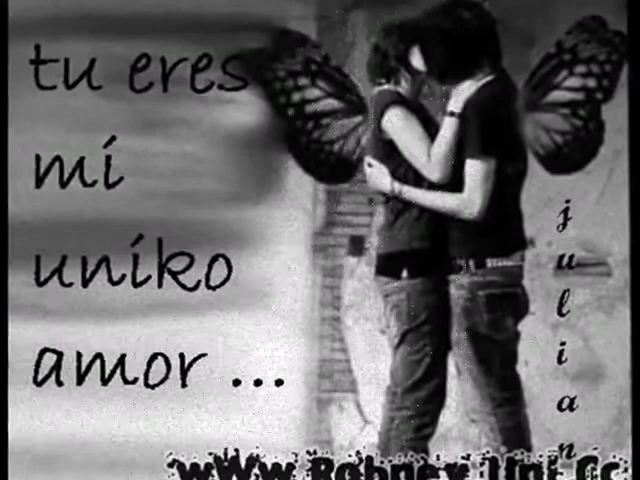 tu eres
mi
uniko
amor ...
julian